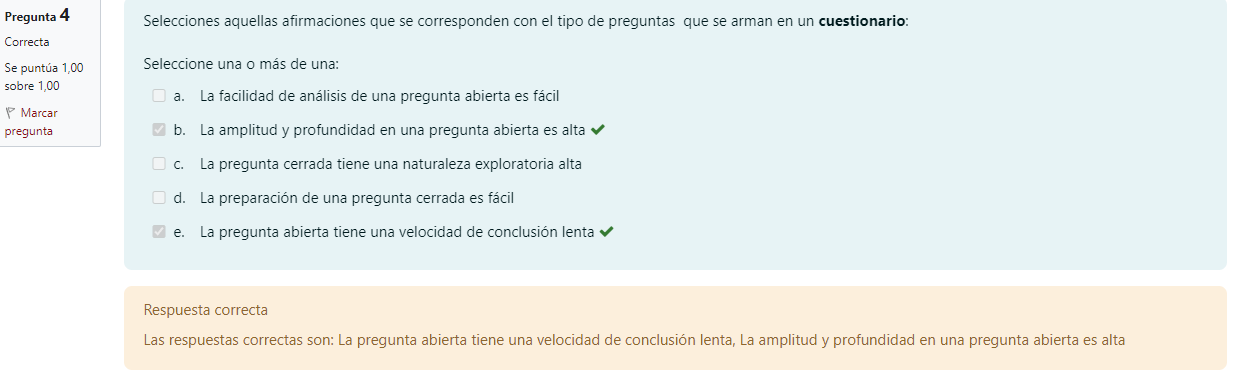 Pregunta 4
Correcta
Se puntúa 1,00
sobre 1,00
Marcar
pregunta
Selecciones aquellas afirmaciones que se corresponden con el tipo de preguntas que se arman en un cuestionario:
Seleccione una o más de una:
a. La facilidad de análisis de una pregunta abierta es fácil
b. La amplitud y profundidad en una pregunta abierta es alta
c. La pregunta cerrada tiene una naturaleza exploratoria alta
d. La preparación de una pregunta cerrada es fácil
e. La pregunta abierta tiene una velocidad de conclusión lenta
Respuesta correcta
Las respuestas correctas son: La pregunta abierta tiene una velocidad de conclusión lenta, La amplitud y profundidad en una pregunta abierta es alta